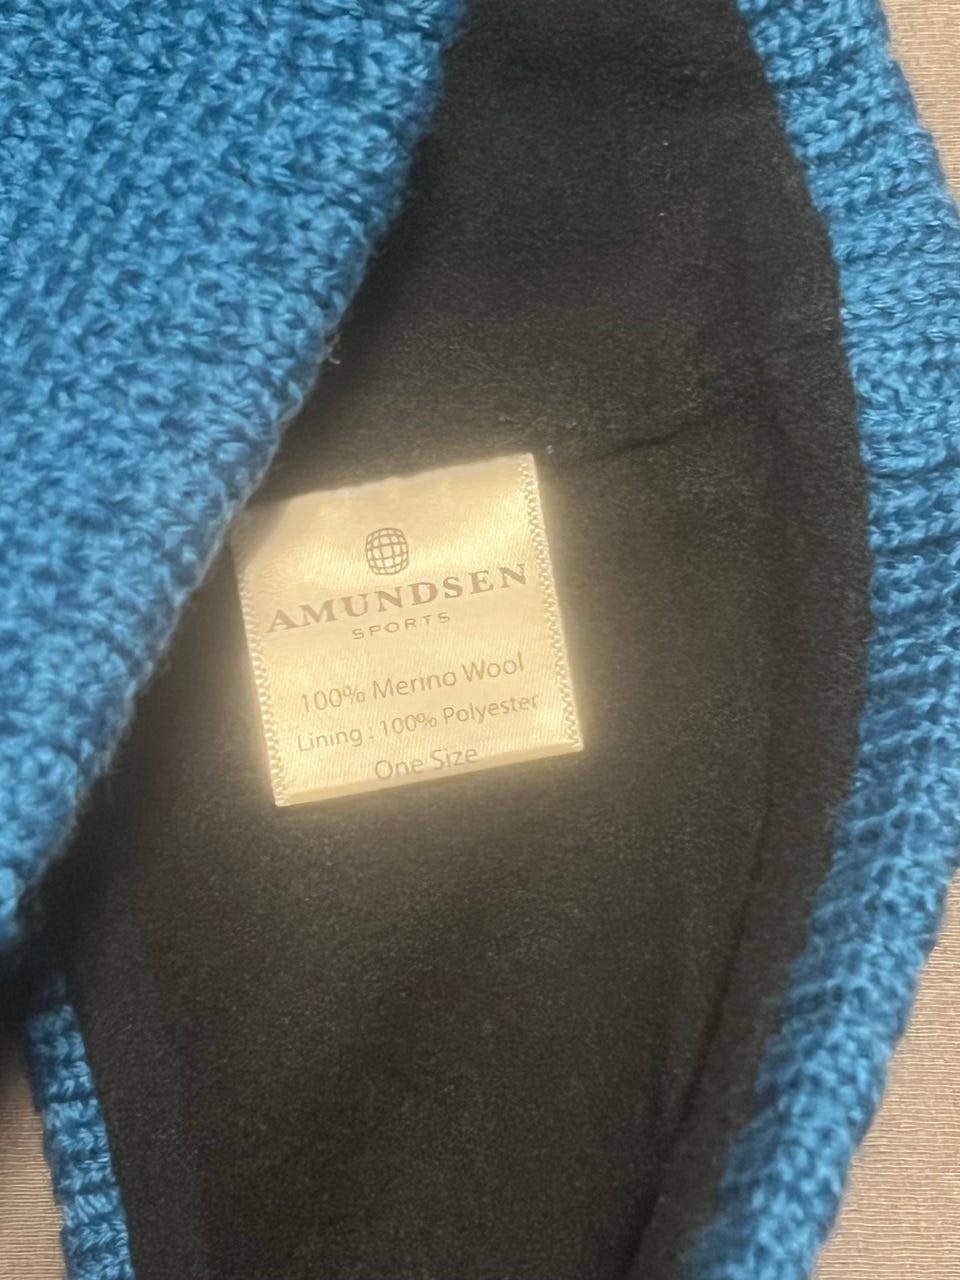 AMUNDSEN
SPORTS
100% Merino Wool
Lining . 100% Polyester
One Size